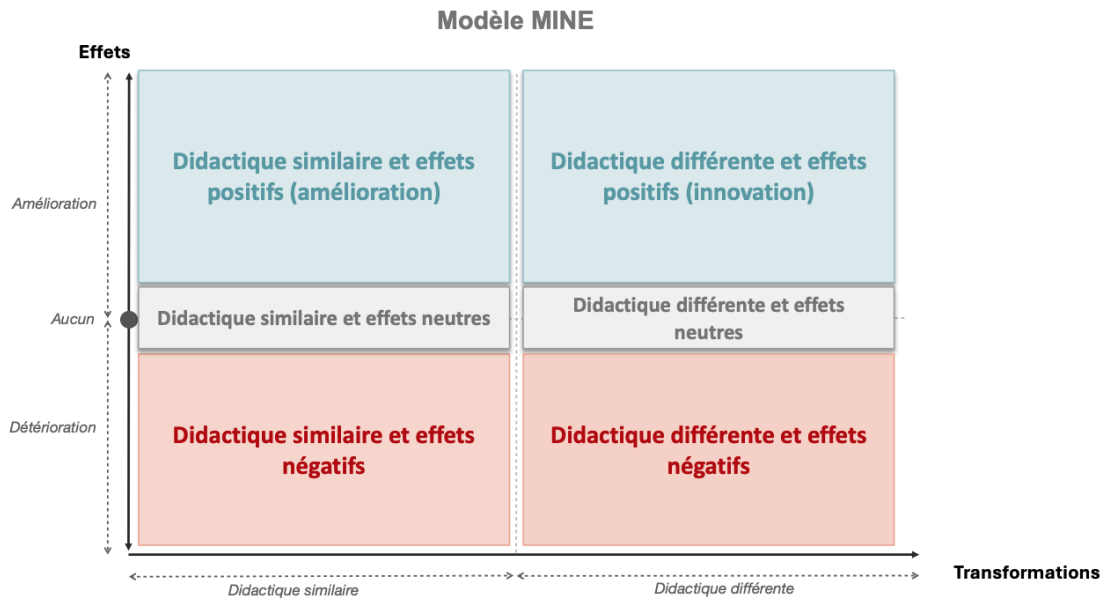 Modèle MINE
Effets
Didactique similaire et effets
positifs (amélioration)
Didactique différente et effets
positifs (innovation)
Amélioration
Aucun
Didactique similaire et effets neutres
Didactique différente et effets
neutres
Détérioration
Didactique similaire et effets
négatifs
Didactique différente et effets
négatifs
Transformations
Didactique similaire
Didactique différente